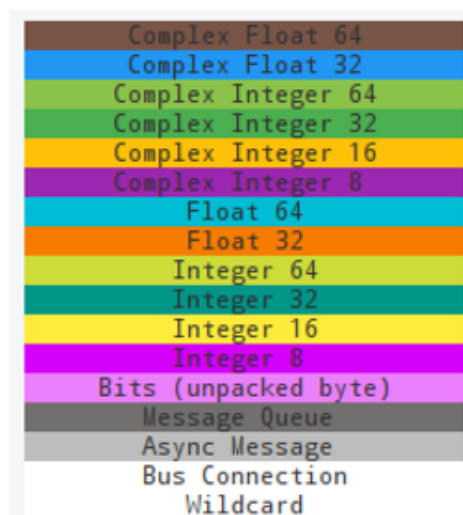 Complex Float 64
Complex Float 32
Complex Integer 64
Complex Integer 32
Complex Integer 16
Complex Integer 8
Float 64
Float 32
Integer 64
Integer 32
Integer 16
Integer 8
Bits (unpacked byte)
Message Queue
Async Message
Bus Connection
Wildcard